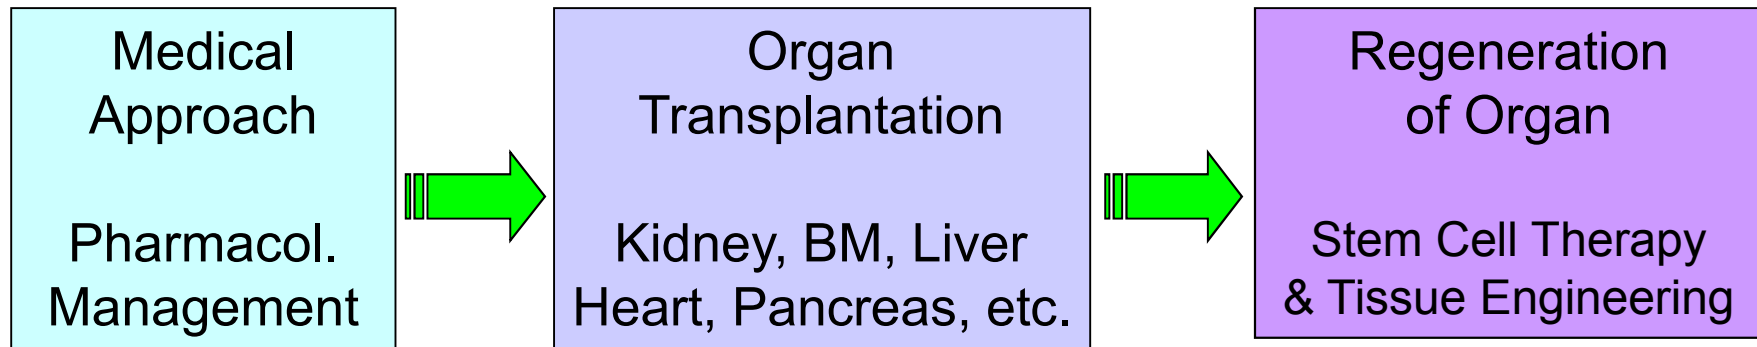 Medical
Approach
Pharmacol.
Management
Organ
Transplantation
Kidney, BM, Liver
Heart, Pancreas, etc.
Regeneration
of Organ
Stem Cell Therapy
& Tissue Engineering